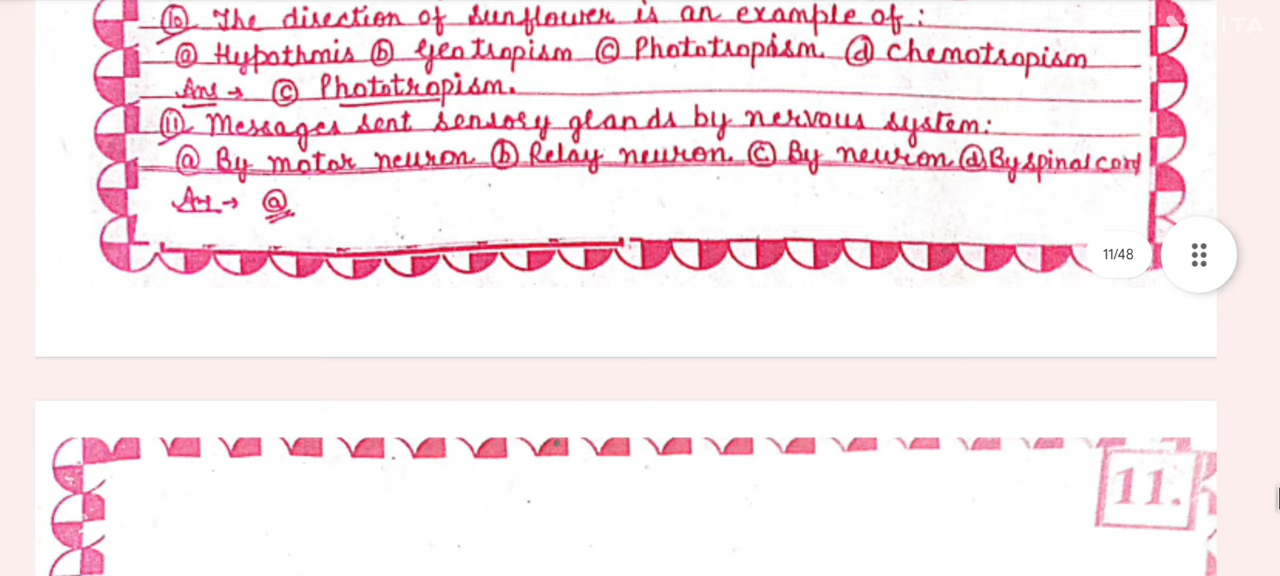 ⑩ The direction of sunflower is an example of:
ⓐ Hypothmis ⓑ Geotropism ⓒ Phototropism ⓓ Chemotropism
Ans → ⓒ Phototropism.
⑪ Messages sent sensory glands by nervous system:
ⓐ By motor neuron ⓑ Relay neuron. ⓒ By neuron ⓓ By spinal cord
Ans → ⓐ
11/48
11.